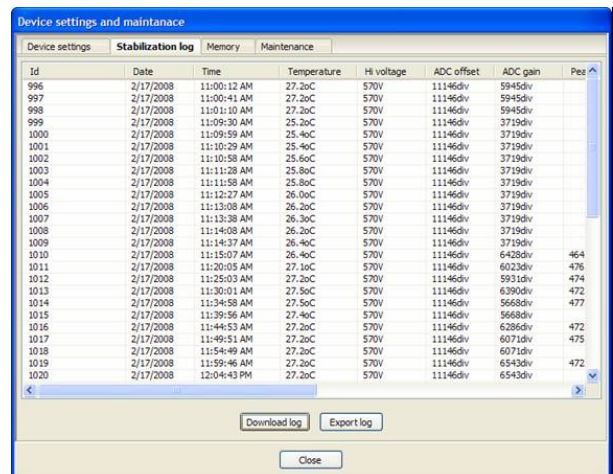 Device settings and maintanace
Device settings Stabilization log Memory Maintenance
Id Date Time Temperature Hi voltage ADC offset ADC gain Pea
996 2/17/2008 11:00:12 AM 27.2oC 570V 11146div 5945div
997 2/17/2008 11:00:41 AM 27.2oC 570V 11146div 5945div
998 2/17/2008 11:01:10 AM 27.2oC 570V 11146div 5945div
999 2/17/2008 11:09:30 AM 25.2oC 570V 11146div 3719div
1000 2/17/2008 11:09:59 AM 25.4oC 570V 11146div 3719div
1001 2/17/2008 11:10:29 AM 25.4oC 570V 11146div 3719div
1002 2/17/2008 11:10:58 AM 25.6oC 570V 11146div 3719div
1003 2/17/2008 11:11:28 AM 25.8oC 570V 11146div 3719div
1004 2/17/2008 11:11:58 AM 25.8oC 570V 11146div 3719div
1005 2/17/2008 11:12:27 AM 26.0oC 570V 11146div 3719div
1006 2/17/2008 11:13:08 AM 26.2oC 570V 11146div 3719div
1007 2/17/2008 11:13:38 AM 26.3oC 570V 11146div 3719div
1008 2/17/2008 11:14:08 AM 26.2oC 570V 11146div 3719div
1009 2/17/2008 11:14:37 AM 26.4oC 570V 11146div 3719div
1010 2/17/2008 11:15:07 AM 26.4oC 570V 11146div 6428div 464
1011 2/17/2008 11:20:05 AM 27.1oC 570V 11146div 6023div 476
1012 2/17/2008 11:25:03 AM 27.2oC 570V 11146div 5931div 474
1013 2/17/2008 11:30:01 AM 27.5oC 570V 11146div 6390div 472
1014 2/17/2008 11:34:58 AM 27.5oC 570V 11146div 5668div 477
1015 2/17/2008 11:39:56 AM 27.4oC 570V 11146div 5668div
1016 2/17/2008 11:44:53 AM 27.2oC 570V 11146div 6286div 472
1017 2/17/2008 11:49:51 AM 27.2oC 570V 11146div 6071div 475
1018 2/17/2008 11:54:49 AM 27.2oC 570V 11146div 6071div
1019 2/17/2008 11:59:46 AM 27.2oC 570V 11146div 6543div 472
1020 2/17/2008 12:04:43 PM 27.2oC 570V 11146div 6543div
Download log Export log
Close